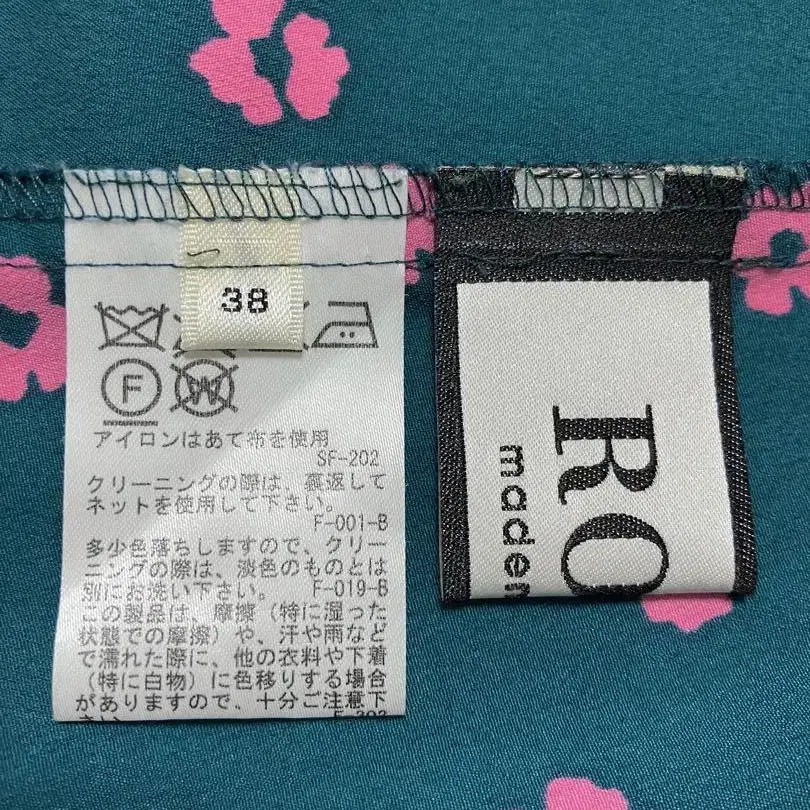 38
F
W
アイロンはあて布を使用
SF-202
クリーニングの際は、裏返して
ネットを使用して下さい。
F-001-B
多少色落ちしますので、クリー
ニングの際は、淡色のものとは
別にお洗い下さい。 F-019-B
この製品は、摩擦（特に湿った
状態での摩擦）や、汗や雨など
で濡れた際に、他の衣料や下着
（特に白物）に色移りする場合
がありますので、十分ご注意下
さい。
RO
made